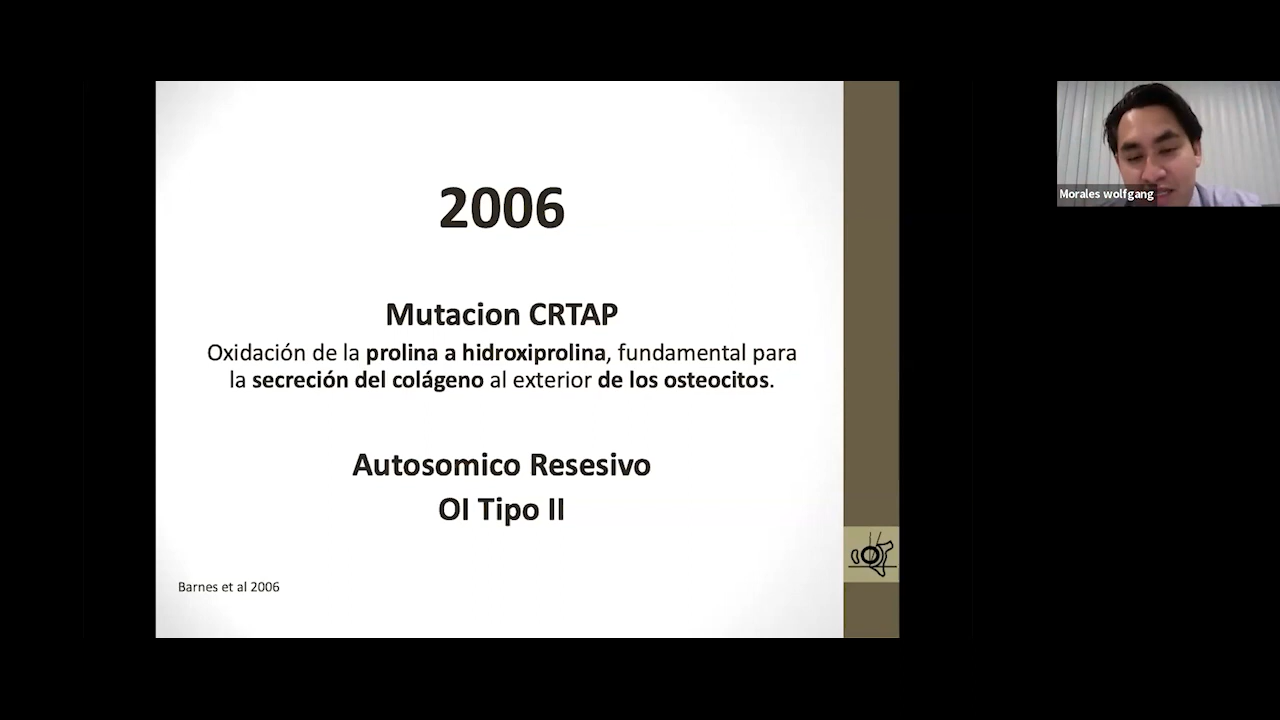 2006
Mutacion CRTAP
Oxidación de la prolina a hidroxiprolina, fundamental para
la secreción del colágeno al exterior de los osteocitos.
Autosomico Resesivo
OI Tipo II
Barnes et al 2006
Morales wolfgang